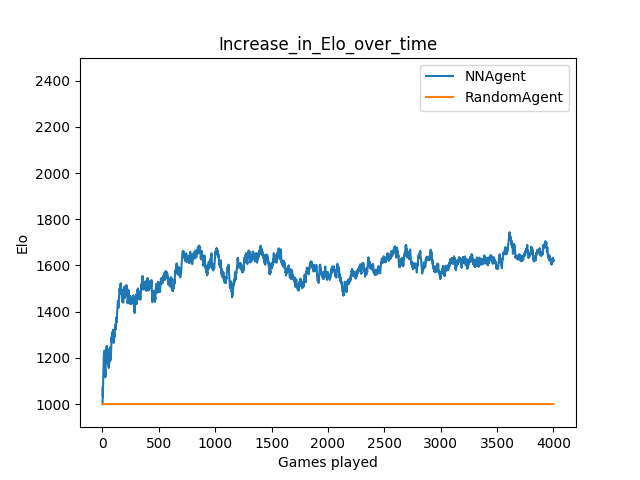 Increase_in_Elo_over_time
NNAgent
RandomAgent
2400
2200
2000
1800
1600
1400
1200
1000
Elo
0 500 1000 1500 2000 2500 3000 3500 4000
Games played